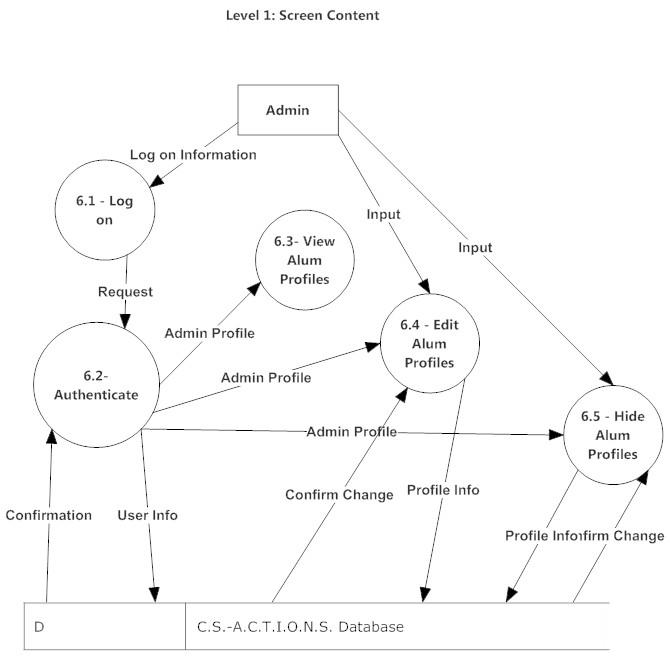 Level 1: Screen Content
Admin
Log on Information
6.1 - Log
on
Input
6.3- View
Alum
Profiles
Input
Request
6.4 - Edit
Alum
Profiles
Admin Profile
6.2-
Authenticate
Admin Profile
6.5 - Hide
Alum
Profiles
Admin Profile
Confirm Change
Profile Info
Confirmation
User Info
Profile Infonfirm Change
D
C.S.-A.C.T.I.O.N.S. Database